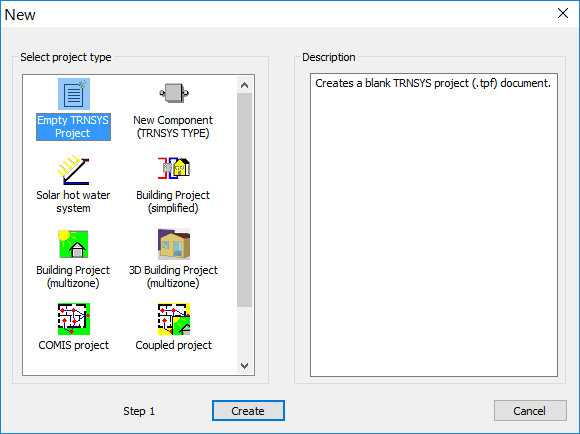 New
Select project type
Empty TRNSYS
Project
New Component
(TRNSYS TYPE)
Solar hot water
system
Building Project
(simplified)
Building Project
(multizone)
3D Building Project
(multizone)
COMIS project
Coupled project
Description
Creates a blank TRNSYS project (.tpf) document.
Step 1
Create
Cancel